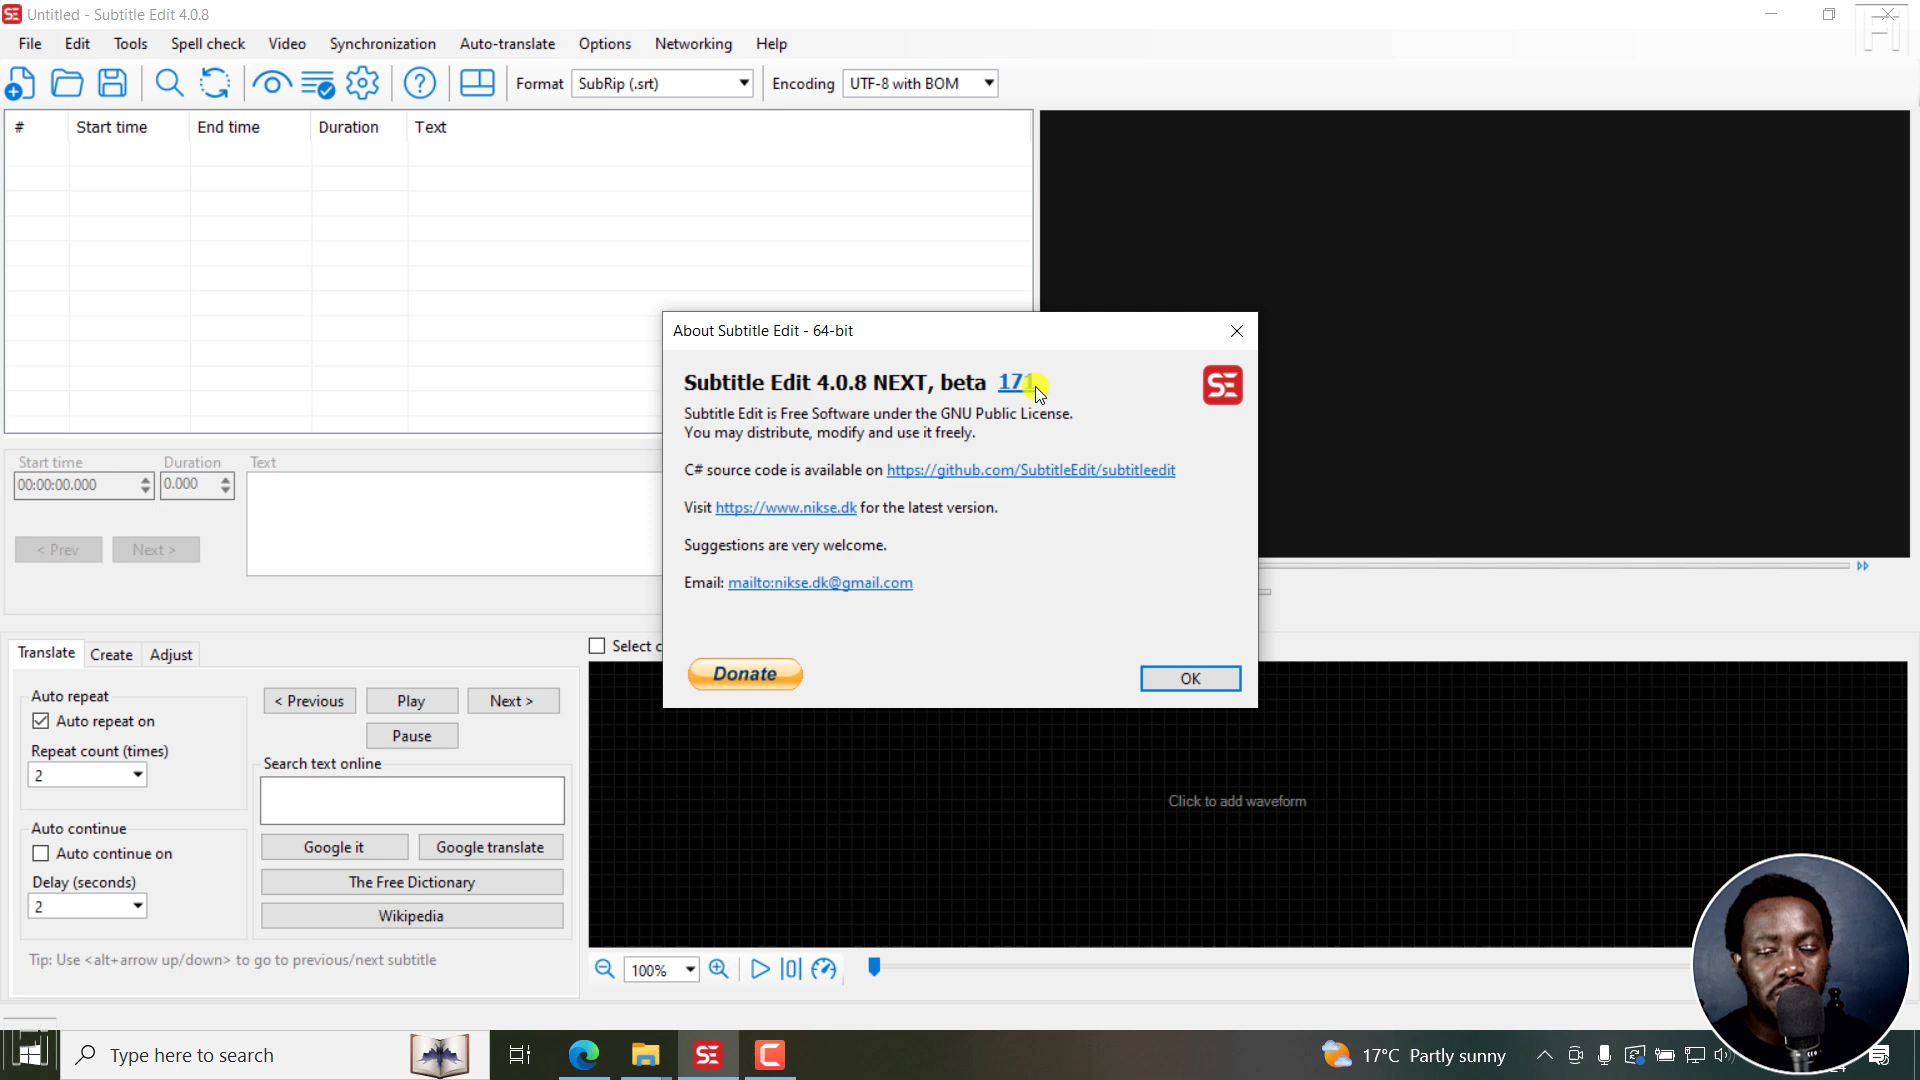 Untitled - Subtitle Edit 4.0.8
File Edit Tools Spell check Video Synchronization Auto-translate Options Networking Help
Format SubRip (.srt) Encoding UTF-8 with BOM
# Start time End time Duration Text
About Subtitle Edit - 64-bit
Subtitle Edit 4.0.8 NEXT, beta 171
Subtitle Edit is Free Software under the GNU Public License.
You may distribute, modify and use it freely.
C# source code is available on https://github.com/SubtitleEdit/subtitleedit
Visit https://www.nikse.dk for the latest version.
Suggestions are very welcome.
Email: mailto:nikse.dk@gmail.com
Donate
OK
SE
Start time Duration Text
00:00:00.000 0.000
< Prev Next >
Translate Create Adjust
Auto repeat
Auto repeat on
Repeat count (times)
2
Auto continue
Auto continue on
Delay (seconds)
2
< Previous Play Next >
Pause
Search text online
Google it Google translate
The Free Dictionary
Wikipedia
Tip: Use <alt+arrow up/down> to go to previous/next subtitle
Select
Click to add waveform
100%
Type here to search
SE
17°C Partly sunny